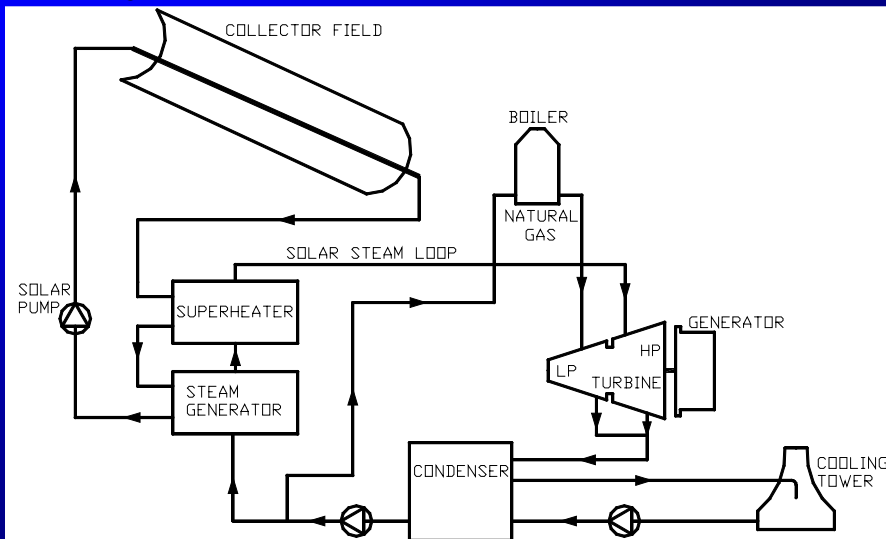 COLLECTOR FIELD
BOILER
NATURAL
GAS
SOLAR STEAM LOOP
SOLAR
PUMP
SUPERHEATER
GENERATOR
HP
LP
TURBINE
STEAM
GENERATOR
CONDENSER
COOLING
TOWER